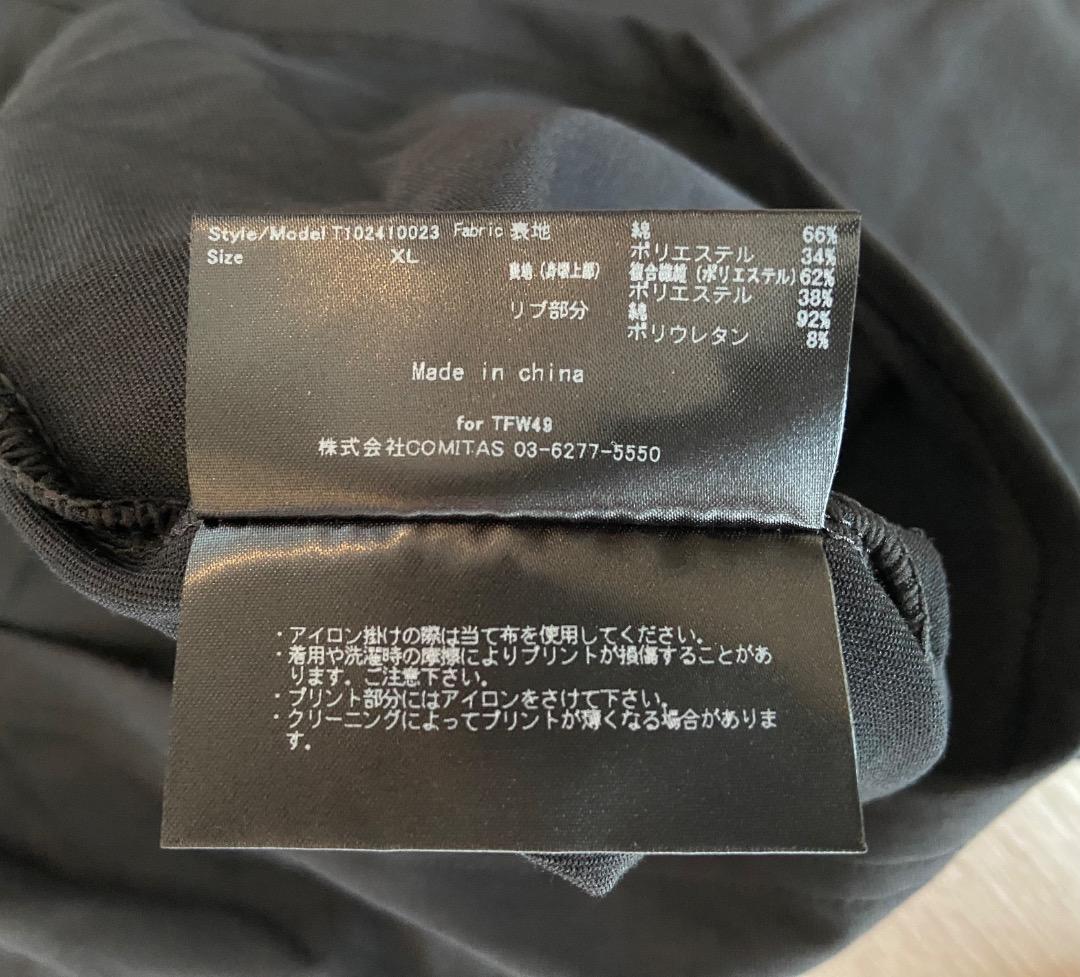 Style/Model T102410023 Fabric 表地 綿 66%
Size XL ポリエステル 34%
表地（身頃上部） 複合繊維（ポリエステル） 62%
ポリエステル 38%
リブ部分 綿 92%
ポリウレタン 8%
Made in china
for TFW49
株式会社COMITAS 03-6277-5550
・アイロン掛けの際は当て布を使用してください。
・着用や洗濯時の摩擦によりプリントが損傷することがあ
ります。ご注意下さい。
・プリント部分にはアイロンをさけて下さい。
・クリーニングによってプリントが薄くなる場合がありま
す。